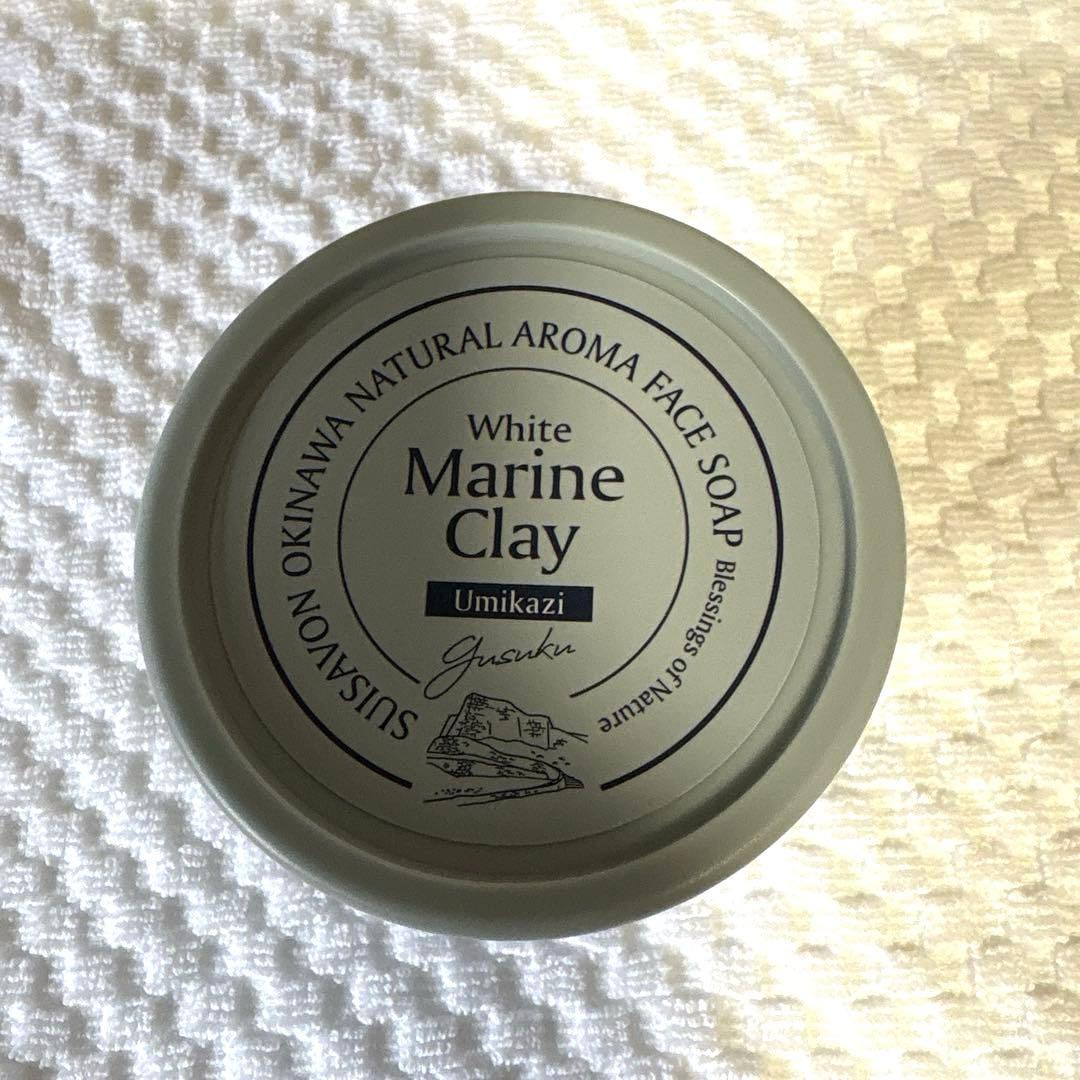 SUISAVON OKINAWA NATURAL AROMA FACE SOAP Blessings of Nature
White
Marine
Clay
Umikazi
gusuku